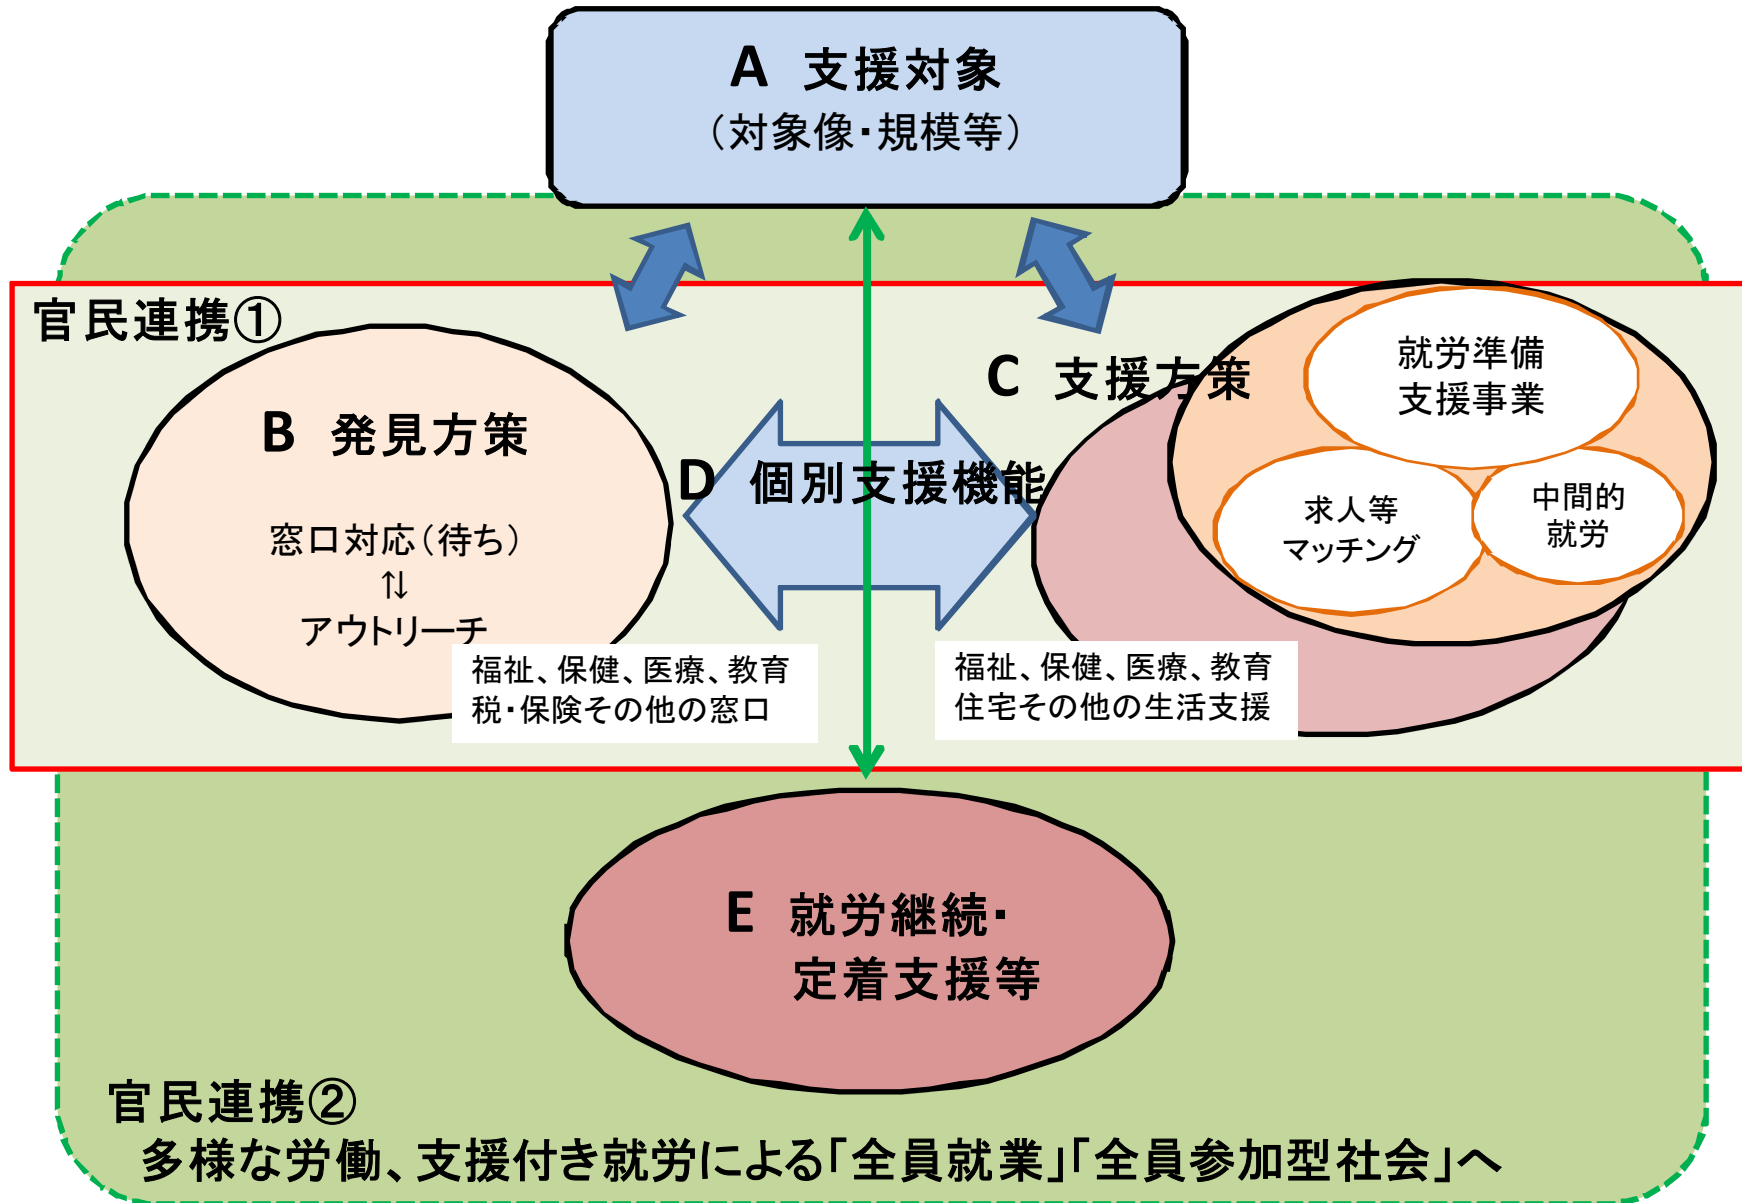 A 支援対象
（対象像・規模等）
官民連携①
B 発見方策
窓口対応（待ち）
⇅
アウトリーチ
福祉、保健、医療、教育
税・保険その他の窓口
D 個別支援機能
C 支援方策
就労準備
支援事業
求人等
マッチング
中間的
就労
福祉、保健、医療、教育
住宅その他の生活支援
E 就労継続・
定着支援等
官民連携②
多様な労働、支援付き就労による「全員就業」「全員参加型社会」へ